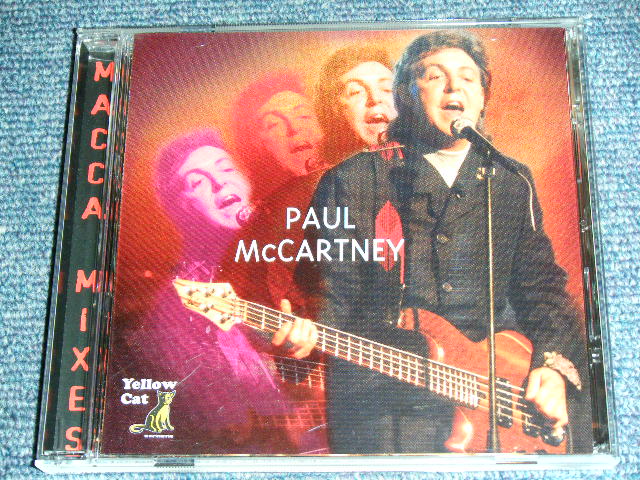 MACCA MIXES
PAUL
McCARTNEY
Yellow
Cat